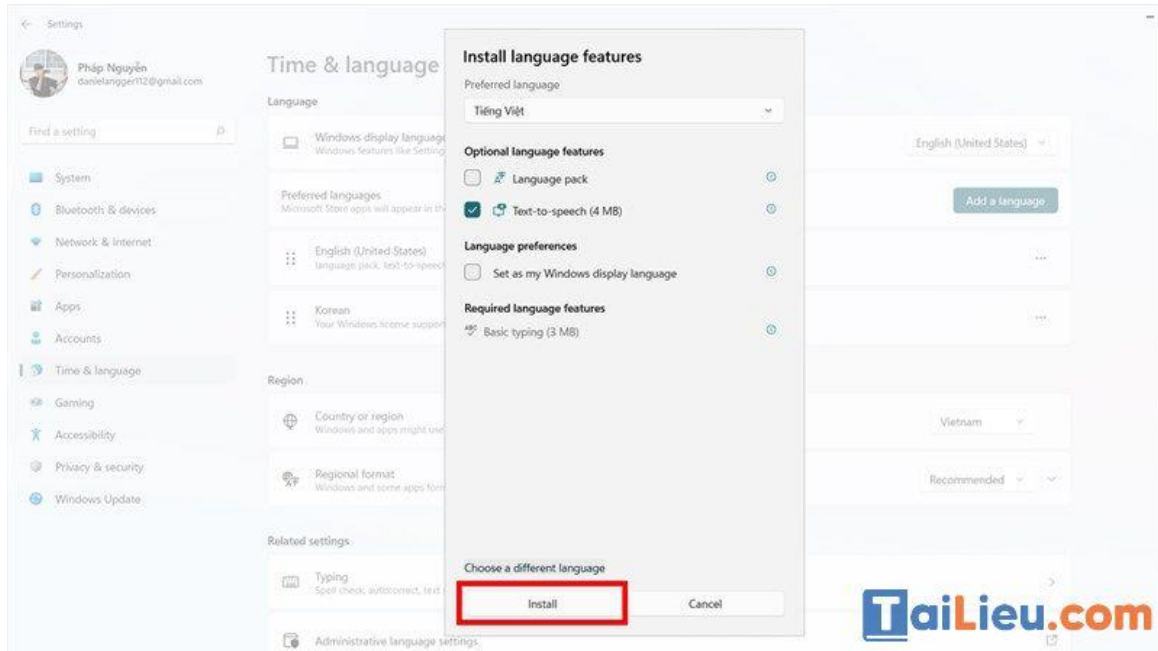 Settings
Pháp Nguyễn
danielangger112@gmail.com
Find a setting
System
Bluetooth & devices
Network & internet
Personalization
Apps
Accounts
Time & language
Gaming
Accessibility
Privacy & security
Windows Update
Time & language
Language
Windows display language
Windows features like Setting
English (United States)
Preferred languages
Microsoft Store apps will appear in th
Add a language
English (United States)
language pack, text-to-speech
Korean
Your Windows license support
Region
Country or region
Windows and apps might use
Vietnam
Regional format
Windows and some apps form
Recommended
Related settings
Typing
Spell check, autocorrect, text
Administrative language settings
Install language features
Preferred language
Tiếng Việt
Optional language features
Language pack
Text-to-speech (4 MB)
Language preferences
Set as my Windows display language
Required language features
Basic typing (3 MB)
Choose a different language
Install
Cancel
TaiLieu.com